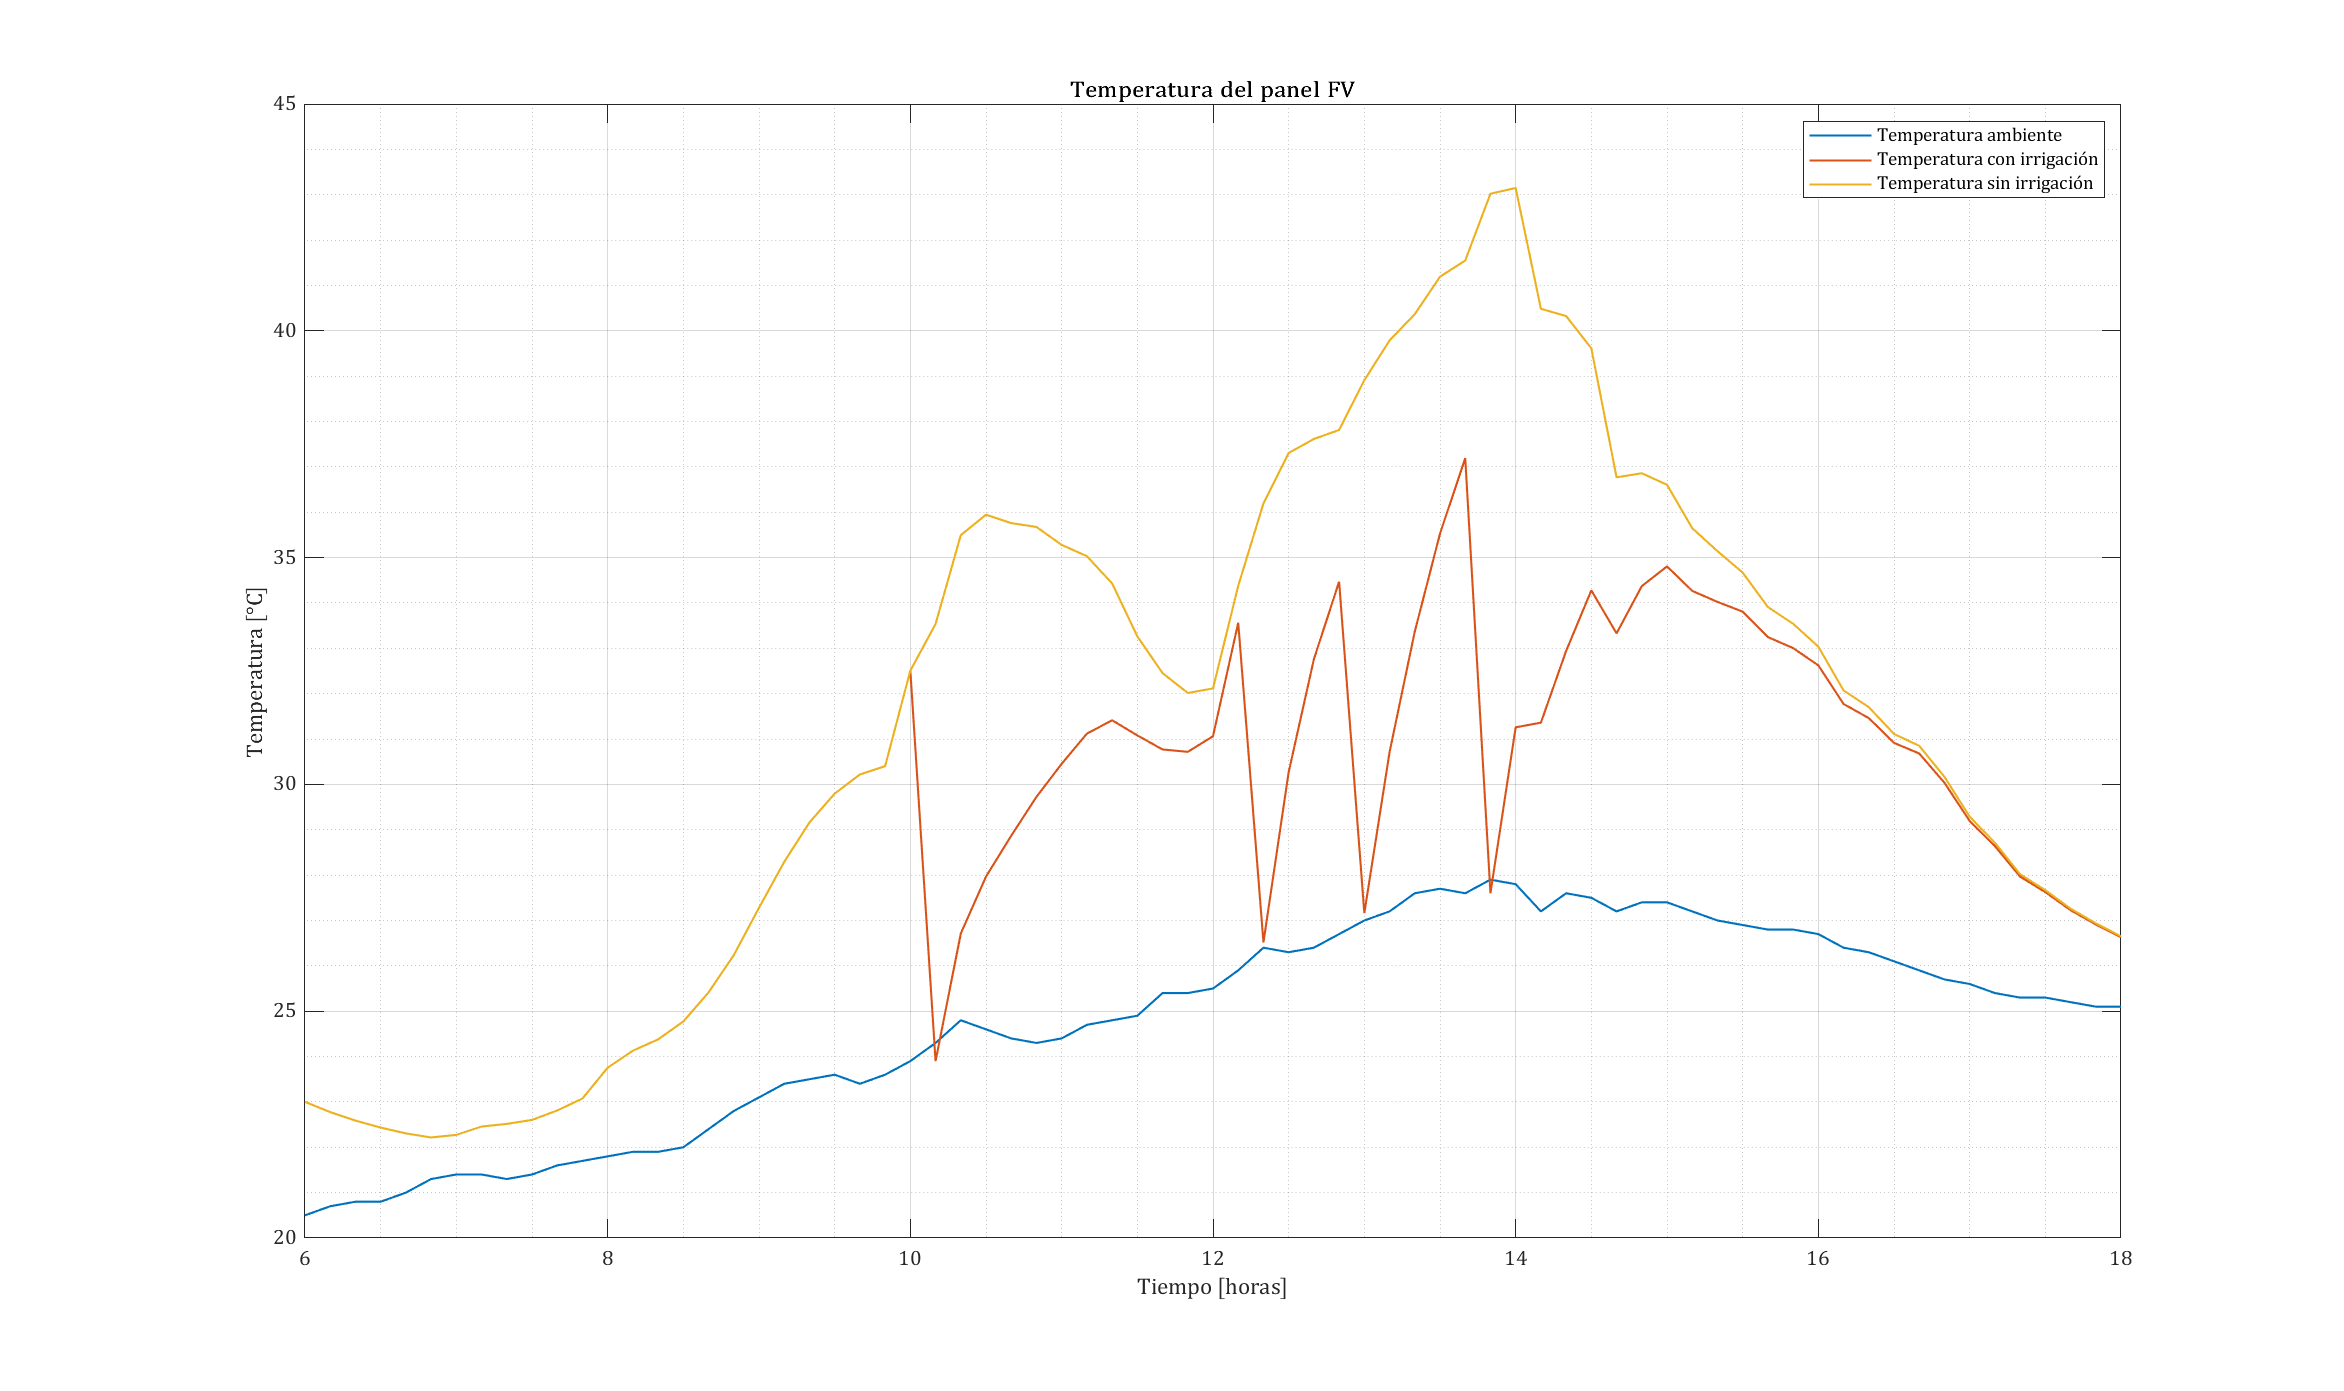 Temperatura del panel FV
Temperatura ambiente
Temperatura con irrigación
Temperatura sin irrigación
Temperatura [°C]
45
40
35
30
25
20
6 8 10 12 14 16 18
Tiempo [horas]